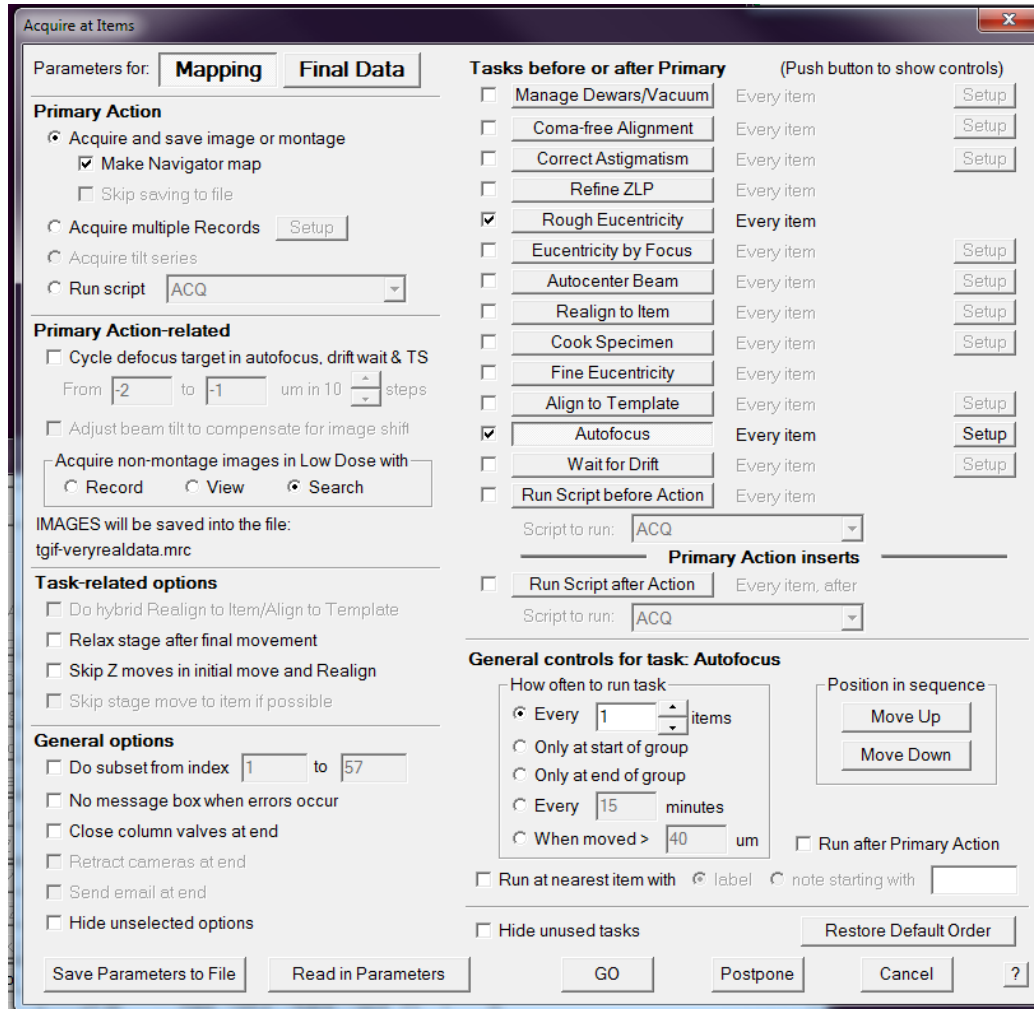 Acquire at Items
Parameters for: Mapping Final Data
Primary Action
Acquire and save image or montage
Make Navigator map
Skip saving to file
Acquire multiple Records Setup
Acquire tilt series
Run script ACQ
Primary Action-related
Cycle defocus target in autofocus, drift wait & TS
From -2 to -1 um in 10 steps
Adjust beam tilt to compensate for image shift
Acquire non-montage images in Low Dose with
Record View Search
IMAGES will be saved into the file:
tgif-veryrealdata.mrc
Task-related options
Do hybrid Realign to Item/Align to Template
Relax stage after final movement
Skip Z moves in initial move and Realign
Skip stage move to item if possible
General options
Do subset from index 1 to 57
No message box when errors occur
Close column valves at end
Retract cameras at end
Send email at end
Hide unselected options
Tasks before or after Primary (Push button to show controls)
Manage Dewars/Vacuum Every item Setup
Coma-free Alignment Every item Setup
Correct Astigmatism Every item Setup
Refine ZLP Every item
Rough Eucentricity Every item
Eucentricity by Focus Every item Setup
Autocenter Beam Every item Setup
Realign to Item Every item Setup
Cook Specimen Every item Setup
Fine Eucentricity Every item
Align to Template Every item Setup
Autofocus Every item Setup
Wait for Drift Every item Setup
Run Script before Action Every item
Script to run: ACQ
Primary Action inserts
Run Script after Action Every item, after
Script to run: ACQ
General controls for task: Autofocus
How often to run task
Every 1 items
Only at start of group
Only at end of group
Every 15 minutes
When moved > 40 um
Position in sequence
Move Up
Move Down
Run after Primary Action
Run at nearest item with label note starting with
Hide unused tasks Restore Default Order
Save Parameters to File Read in Parameters GO Postpone Cancel ?